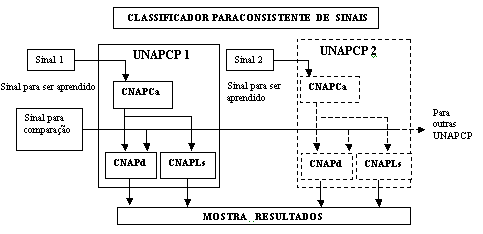 CLASSIFICADOR PARACONSISTENTE DE SINAIS
UNAPCP 1
UNAPCP 2
Sinal 1
Sinal 2
Sinal para ser aprendido
CNAPCa
Sinal para ser
aprendido
CNAPCa
Sinal para
comparação
Para
outras
UNAPCP
CNAPd
CNAPLs
CNAPd
CNAPLs
MOSTRA RESULTADOS